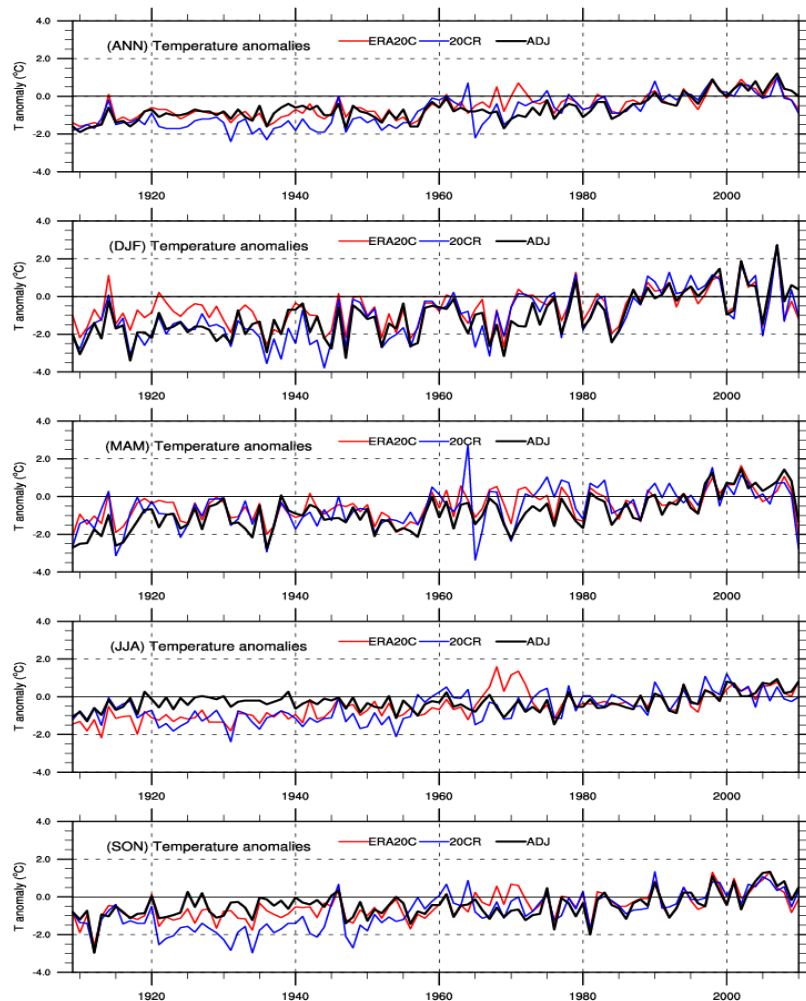 4.0
(ANN) Temperature anomalies ERA20C 20CR ADJ
2.0
T anomaly (°C)
0.0
-2.0
-4.0
1920 1940 1960 1980 2000
4.0
(DJF) Temperature anomalies ERA20C 20CR ADJ
2.0
T anomaly (°C)
0.0
-2.0
-4.0
1920 1940 1960 1980 2000
4.0
(MAM) Temperature anomalies ERA20C 20CR ADJ
2.0
T anomaly (°C)
0.0
-2.0
-4.0
1920 1940 1960 1980 2000
4.0
(JJA) Temperature anomalies ERA20C 20CR ADJ
2.0
T anomaly (°C)
0.0
-2.0
-4.0
1920 1940 1960 1980 2000
4.0
(SON) Temperature anomalies ERA20C 20CR ADJ
2.0
T anomaly (°C)
0.0
-2.0
-4.0
1920 1940 1960 1980 2000